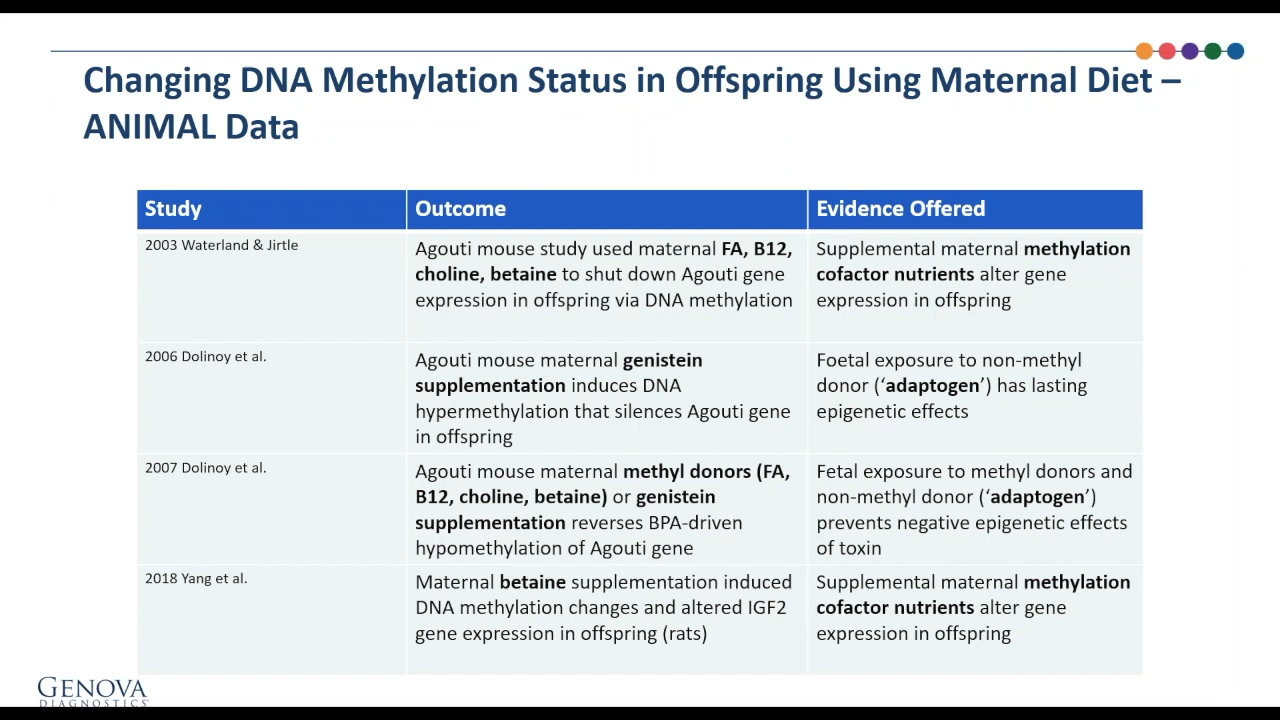 Changing DNA Methylation Status in Offspring Using Maternal Diet –
ANIMAL Data
Study
Outcome
Evidence Offered
2003 Waterland & Jirtle
Agouti mouse study used maternal FA, B12,
choline, betaine to shut down Agouti gene
expression in offspring via DNA methylation
Supplemental maternal methylation
cofactor nutrients alter gene
expression in offspring
2006 Dolinoy et al.
Agouti mouse maternal genistein
supplementation induces DNA
hypermethylation that silences Agouti gene
in offspring
Foetal exposure to non-methyl
donor (‘adaptogen’) has lasting
epigenetic effects
2007 Dolinoy et al.
Agouti mouse maternal methyl donors (FA,
B12, choline, betaine) or genistein
supplementation reverses BPA-driven
hypomethylation of Agouti gene
Fetal exposure to methyl donors and
non-methyl donor (‘adaptogen’)
prevents negative epigenetic effects
of toxin
2018 Yang et al.
Maternal betaine supplementation induced
DNA methylation changes and altered IGF2
gene expression in offspring (rats)
Supplemental maternal methylation
cofactor nutrients alter gene
expression in offspring
GENOVA
DIAGNOSTICS